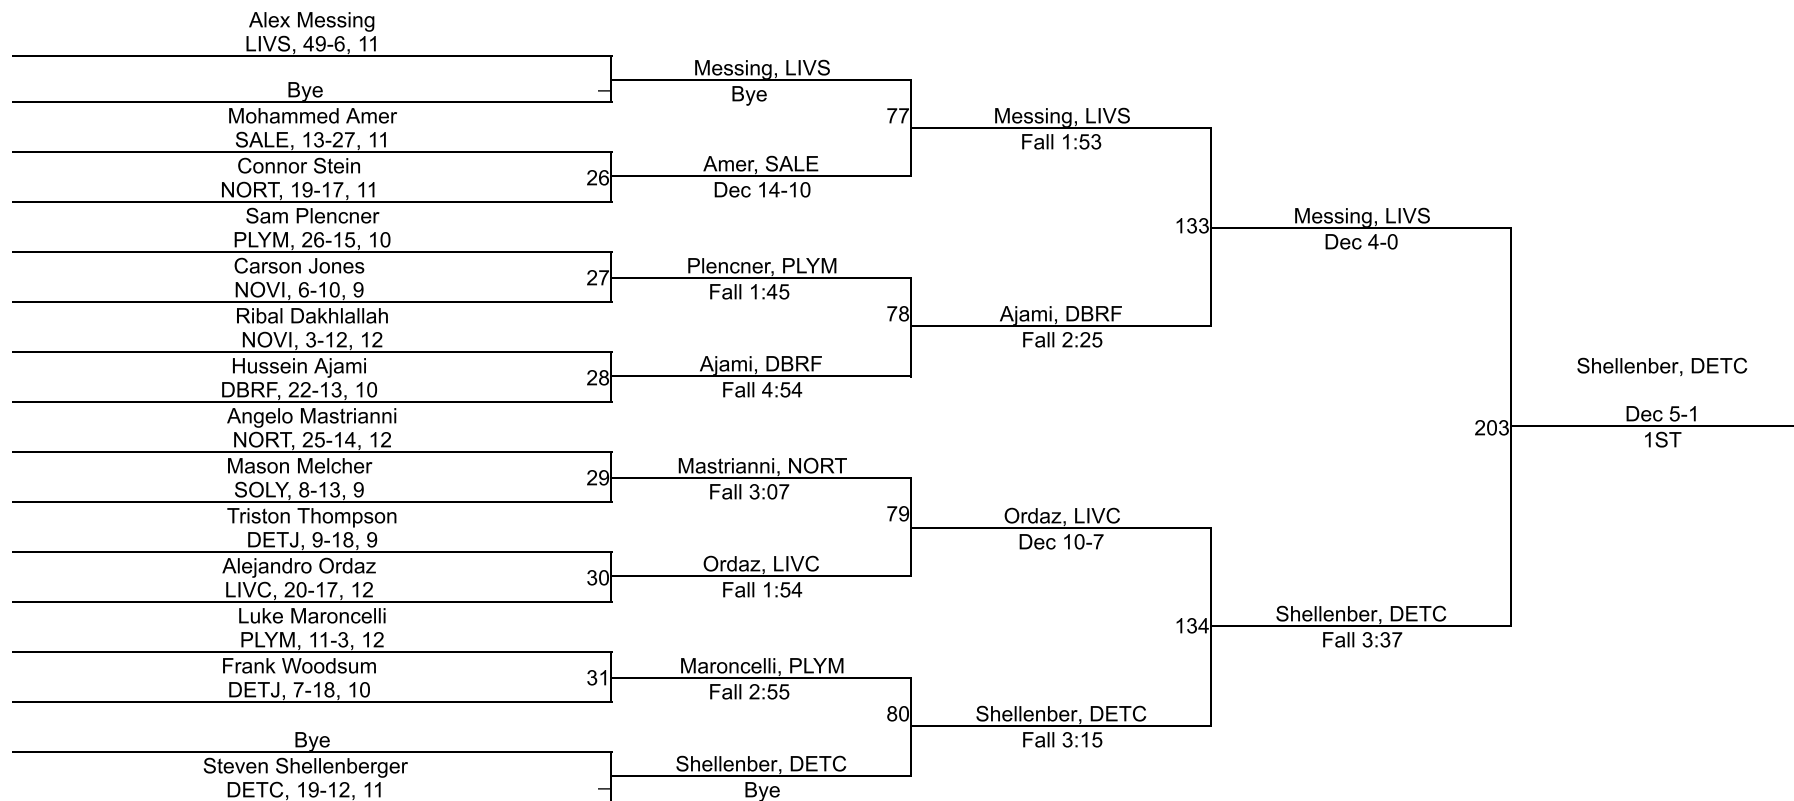 Alex Messing
LIVS, 49-6, 11
Bye
Mohammed Amer
SALE, 13-27, 11
Connor Stein
NORT, 19-17, 11
Sam Plencner
PLYM, 26-15, 10
Carson Jones
NOVI, 6-10, 9
Ribal Dakhlallah
NOVI, 3-12, 12
Hussein Ajami
DBRF, 22-13, 10
Angelo Mastrianni
NORT, 25-14, 12
Mason Melcher
SOLY, 8-13, 9
Triston Thompson
DETJ, 9-18, 9
Alejandro Ordaz
LIVC, 20-17, 12
Luke Maroncelli
PLYM, 11-3, 12
Frank Woodsum
DETJ, 7-18, 10
Bye
Steven Shellenberger
DETC, 19-12, 11
26
27
28
29
30
31
Messing, LIVS
Bye
Amer, SALE
Dec 14-10
Plencner, PLYM
Fall 1:45
Ajami, DBRF
Fall 4:54
Mastrianni, NORT
Fall 3:07
Ordaz, LIVC
Fall 1:54
Maroncelli, PLYM
Fall 2:55
Shellenber, DETC
Bye
77
78
79
80
Messing, LIVS
Fall 1:53
Ajami, DBRF
Fall 2:25
Ordaz, LIVC
Dec 10-7
Shellenber, DETC
Fall 3:15
133
134
Messing, LIVS
Dec 4-0
Shellenber, DETC
Fall 3:37
203
Shellenber, DETC
Dec 5-1
1ST